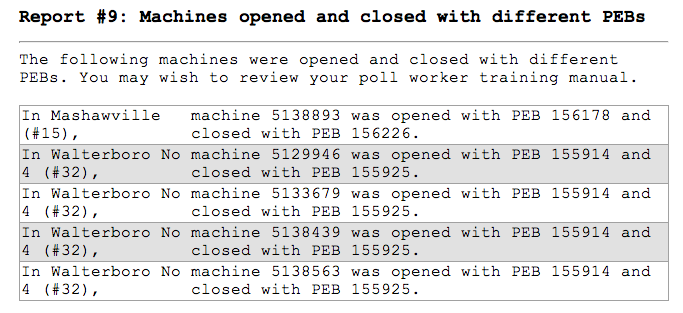 Report #9: Machines opened and closed with different PEBs
The following machines were opened and closed with different
PEBs. You may wish to review your poll worker training manual.
In Mashawville machine 5138893 was opened with PEB 156178 and
(#15), closed with PEB 156226.
In Walterboro No machine 5129946 was opened with PEB 155914 and
4 (#32), closed with PEB 155925.
In Walterboro No machine 5133679 was opened with PEB 155914 and
4 (#32), closed with PEB 155925.
In Walterboro No machine 5138439 was opened with PEB 155914 and
4 (#32), closed with PEB 155925.
In Walterboro No machine 5138563 was opened with PEB 155914 and
4 (#32), closed with PEB 155925.